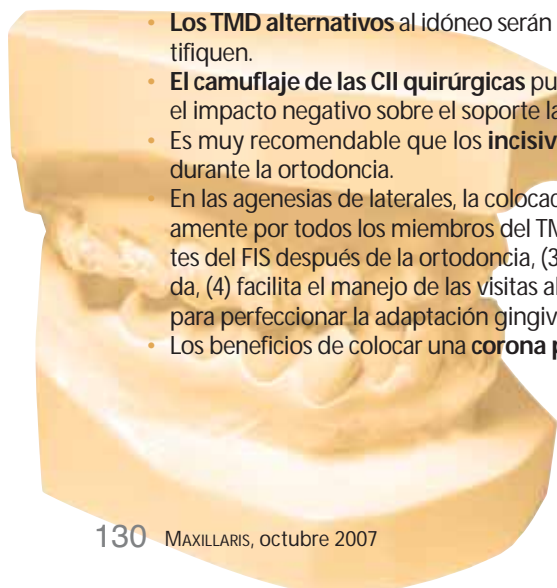 • Los TMD alternativos al idóneo serán
tifiquen.
• El camuflaje de las CII quirúrgicas pu
el impacto negativo sobre el soporte la
• Es muy recomendable que los incisiv
durante la ortodoncia.
• En las agenesias de laterales, la coloca
amente por todos los miembros del TM
tes del FIS después de la ortodoncia, (3
da, (4) facilita el manejo de las visitas al
para perfeccionar la adaptación gingiv
• Los beneficios de colocar una corona p
130 MAXILLARIS, octubre 2007